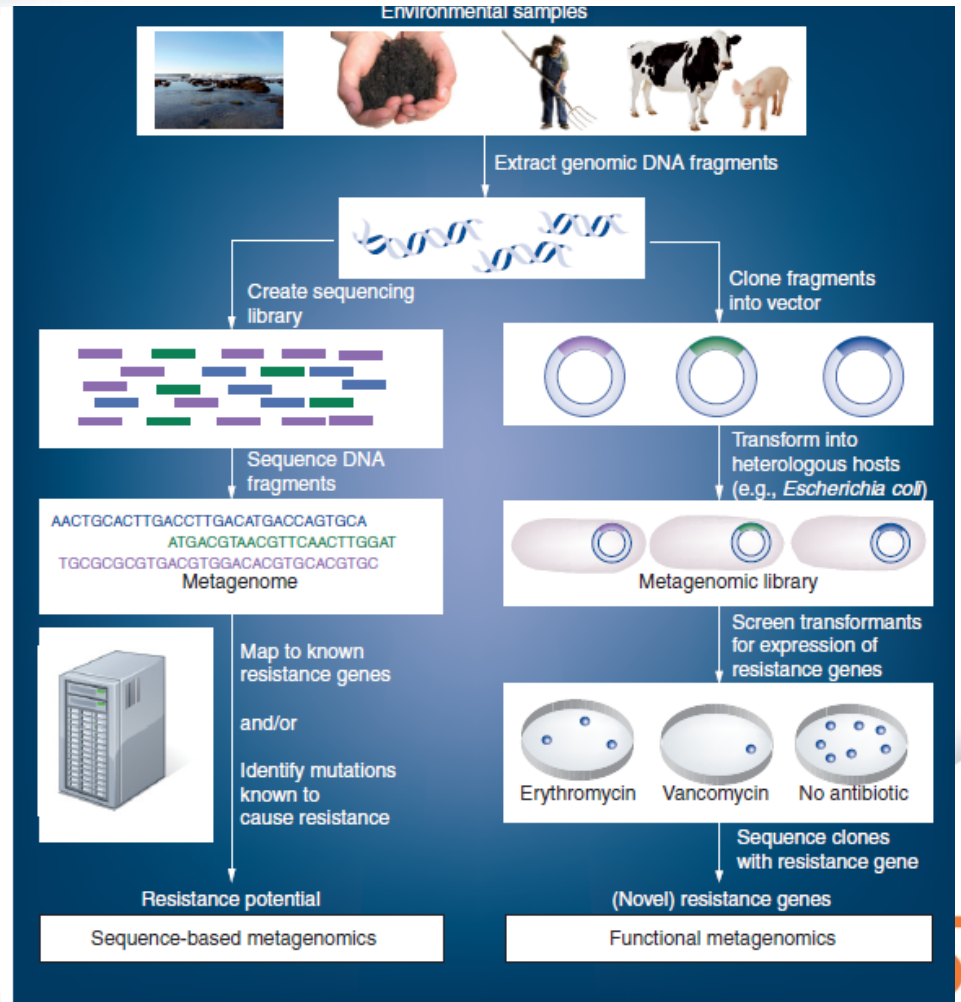 Environmental samples
Extract genomic DNA fragments
Create sequencing
library
Clone fragments
into vector
Sequence DNA
fragments
Transform into
heterologous hosts
(e.g., Escherichia coli)
AACTGCACTTGACCTTGACATGACCAGTGCA
ATGACGTAACGTTCAACTTGGAT
TGCGCGCGTGACGTGGACACGTGCACGTGC
Metagenome
Metagenomic library
Map to known
resistance genes
and/or
Identify mutations
known to
cause resistance
Screen transformants
for expression of
resistance genes
Erythromycin Vancomycin No antibiotic
Sequence clones
with resistance gene
Resistance potential
(Novel) resistance genes
Sequence-based metagenomics
Functional metagenomics